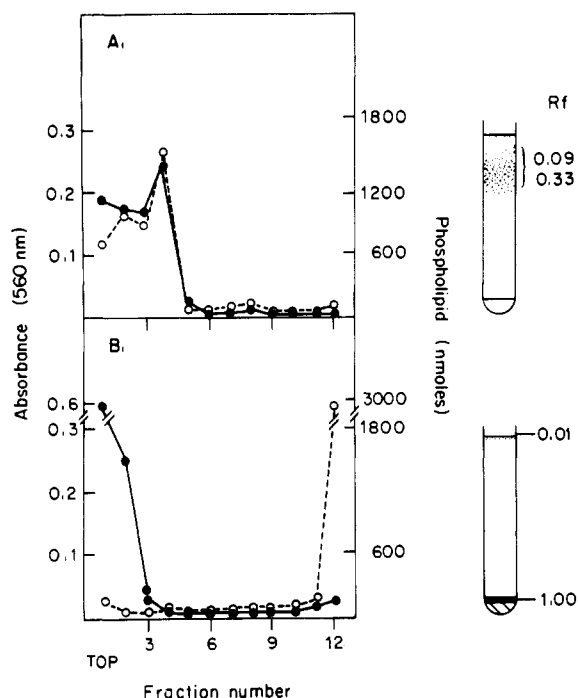 A₁
Rf
0.3
0.2
0.1
1800
1200
600
0.09
0.33
Absorbance (560 nm)
Phospholipid (nmoles)
B₁
0.6
0.3
0.2
0.1
3000
1800
600
0.01
1.00
3 6 9 12
TOP
Fraction number